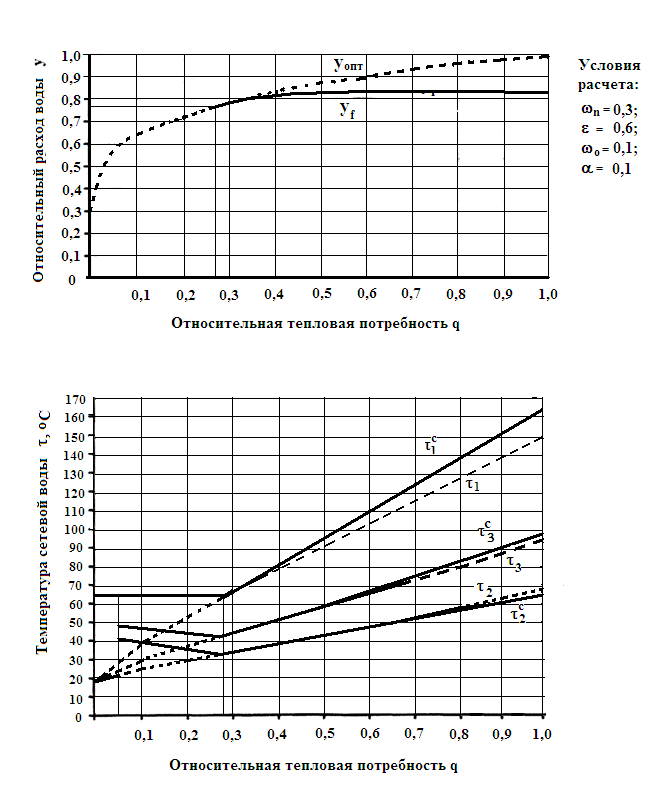 Относительный расход воды y
1,0
0,9
0,8
0,7
0,6
0,5
0,4
0,3
0,2
0,1
0
yопт
yf
0,1 0,2 0,3 0,4 0,5 0,6 0,7 0,8 0,9 1,0
Относительная тепловая потребность q
Условия
расчета:
ωn = 0,3;
ε = 0,6;
ωo = 0,1;
α = 0,1
Температура сетевой воды τ, oC
170
160
150
140
130
120
110
100
90
80
70
60
50
40
30
20
10
0
τ1c
τ1
τ3c
τ3
τ2
τ2c
0,1 0,2 0,3 0,4 0,5 0,6 0,7 0,8 0,9 1,0
Относительная тепловая потребность q